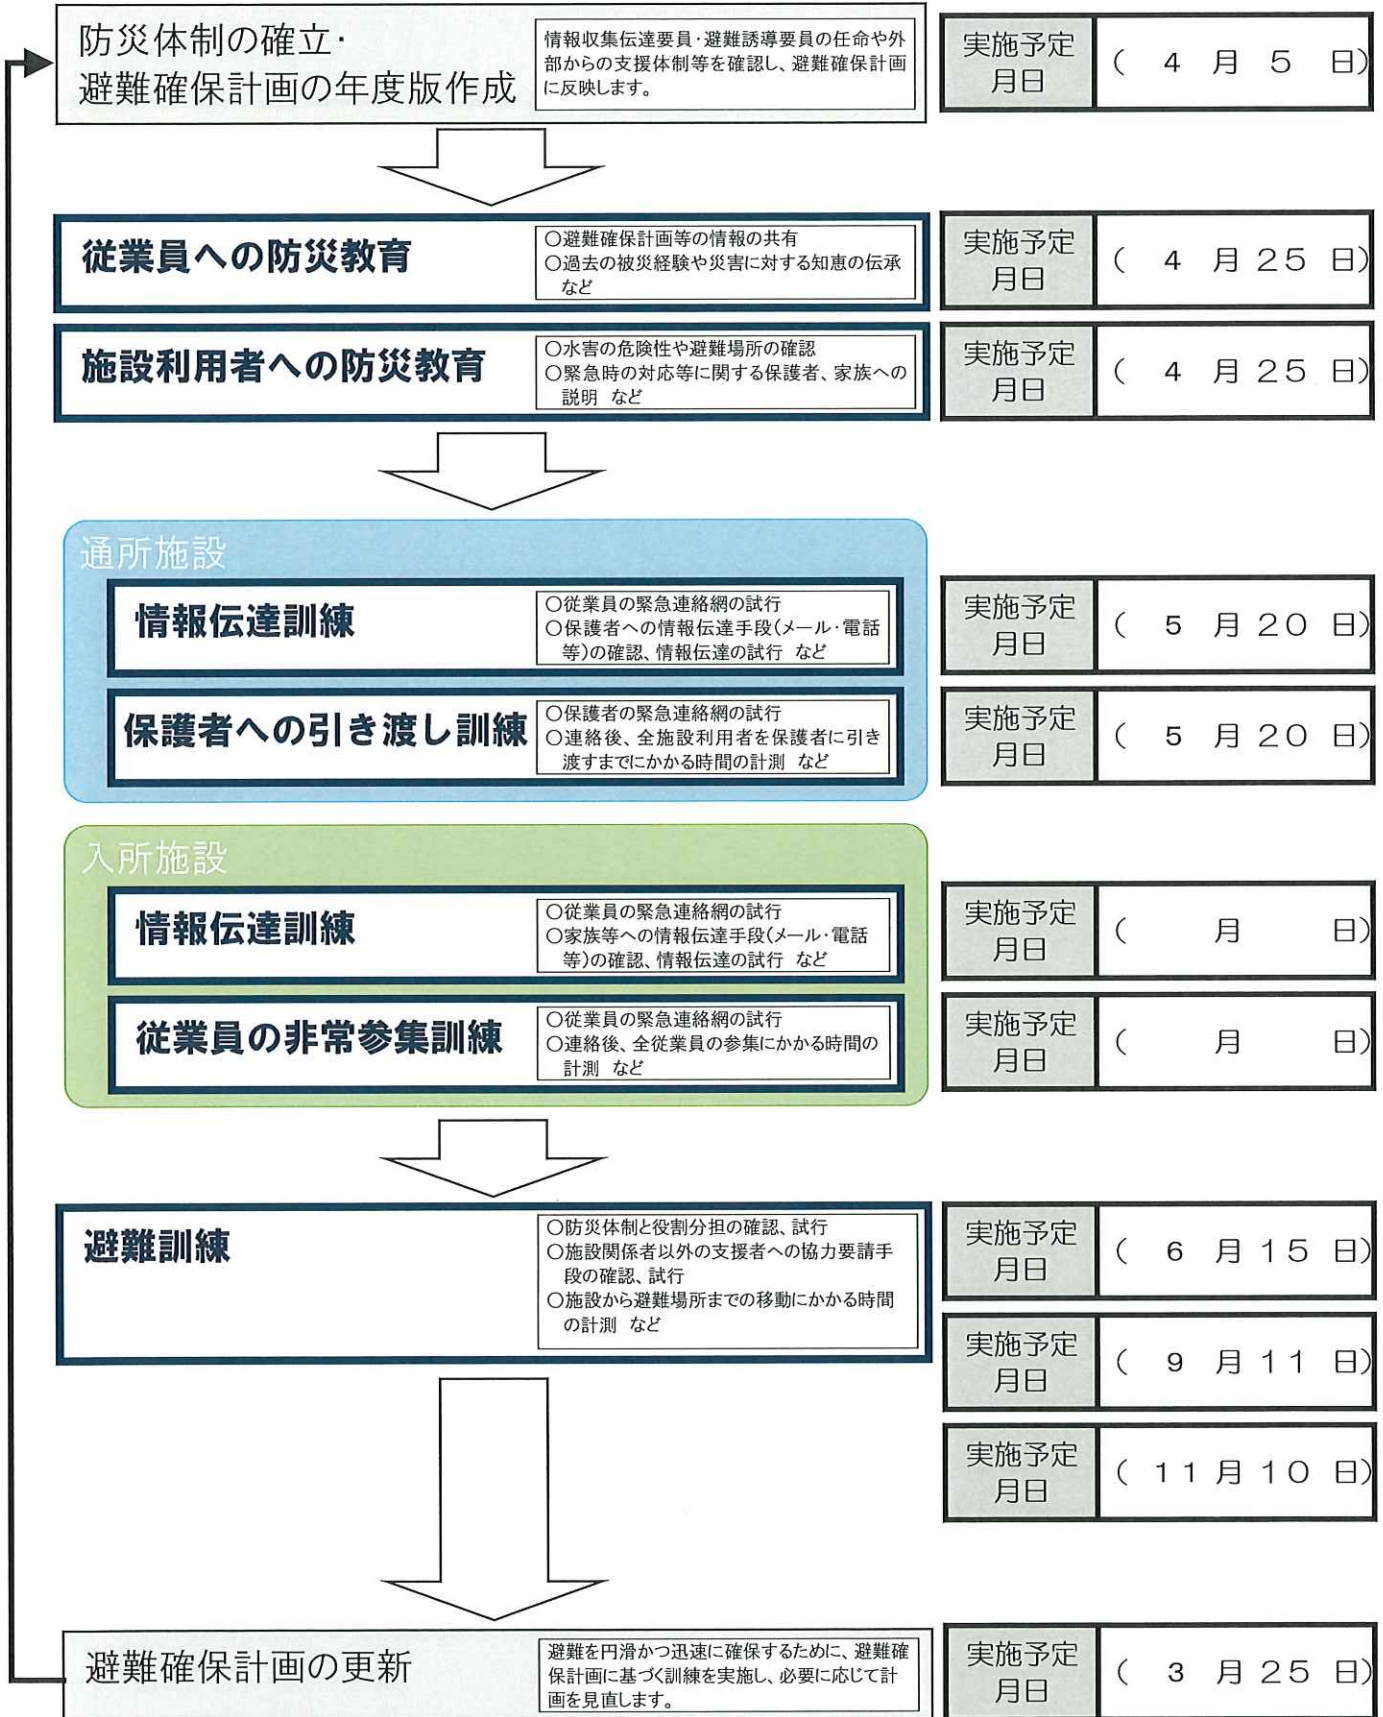 防災体制の確立・
避難確保計画の年度版作成
情報収集伝達要員・避難誘導要員の任命や外
部からの支援体制等を確認し、避難確保計画
に反映します。
実施予定
月日
( 4 月 5 日)
従業員への防災教育
○避難確保計画等の情報の共有
○過去の被災経験や災害に対する知恵の伝承
など
実施予定
月日
( 4 月 25 日)
施設利用者への防災教育
○水害の危険性や避難場所の確認
○緊急時の対応等に関する保護者、家族への
説明 など
実施予定
月日
( 4 月 25 日)
通所施設
情報伝達訓練
○従業員の緊急連絡網の試行
○保護者への情報伝達手段(メール・電話
等)の確認、情報伝達の試行 など
実施予定
月日
( 5 月 20 日)
保護者への引き渡し訓練
○保護者の緊急連絡網の試行
○連絡後、全施設利用者を保護者に引き
渡すまでにかかる時間の計測 など
実施予定
月日
( 5 月 20 日)
入所施設
情報伝達訓練
○従業員の緊急連絡網の試行
○家族等への情報伝達手段(メール・電話
等)の確認、情報伝達の試行 など
実施予定
月日
( 月 日)
従業員の非常参集訓練
○従業員の緊急連絡網の試行
○連絡後、全従業員の参集にかかる時間の
計測 など
実施予定
月日
( 月 日)
避難訓練
○防災体制と役割分担の確認、試行
○施設関係者以外の支援者への協力要請手
段の確認、試行
○施設から避難場所までの移動にかかる時間
の計測 など
実施予定
月日
( 6 月 15 日)
実施予定
月日
( 9 月 11 日)
実施予定
月日
( 11 月 10 日)
避難確保計画の更新
避難を円滑かつ迅速に確保するために、避難確
保計画に基づく訓練を実施し、必要に応じて計
画を見直します。
実施予定
月日
( 3 月 25 日)